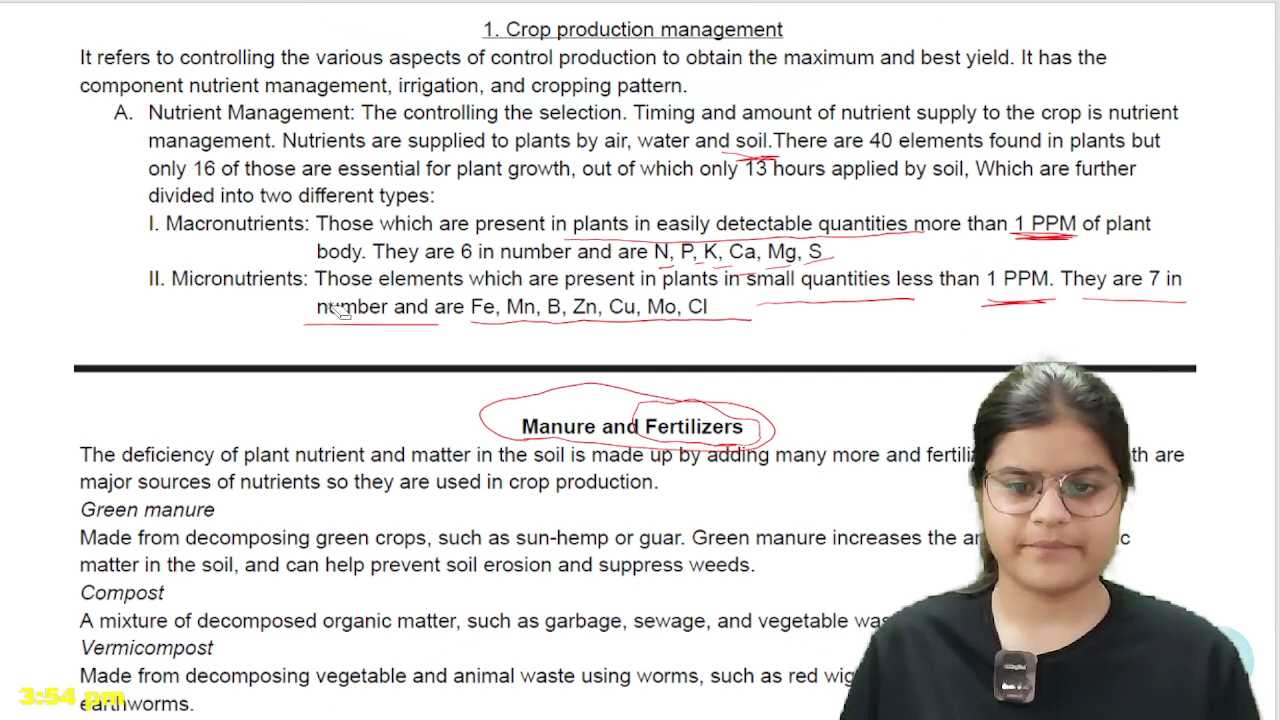 1. Crop production management
It refers to controlling the various aspects of control production to obtain the maximum and best yield. It has the
component nutrient management, irrigation, and cropping pattern.
A. Nutrient Management: The controlling the selection. Timing and amount of nutrient supply to the crop is nutrient
management. Nutrients are supplied to plants by air, water and soil.There are 40 elements found in plants but
only 16 of those are essential for plant growth, out of which only 13 hours applied by soil, Which are further
divided into two different types:
I. Macronutrients: Those which are present in plants in easily detectable quantities more than 1 PPM of plant
body. They are 6 in number and are N, P, K, Ca, Mg, S
II. Micronutrients: Those elements which are present in plants in small quantities less than 1 PPM. They are 7 in
number and are Fe, Mn, B, Zn, Cu, Mo, Cl
Manure and Fertilizers
The deficiency of plant nutrient and matter in the soil is made up by adding many more and are
major sources of nutrients so they are used in crop production.
Green manure
Made from decomposing green crops, such as sun-hemp or guar. Green manure increases the
matter in the soil, and can help prevent soil erosion and suppress weeds.
Compost
A mixture of decomposed organic matter, such as garbage, sewage, and vegetable
Vermicompost
Made from decomposing vegetable and animal waste using worms, such as red
earthworms.
3:54 pm